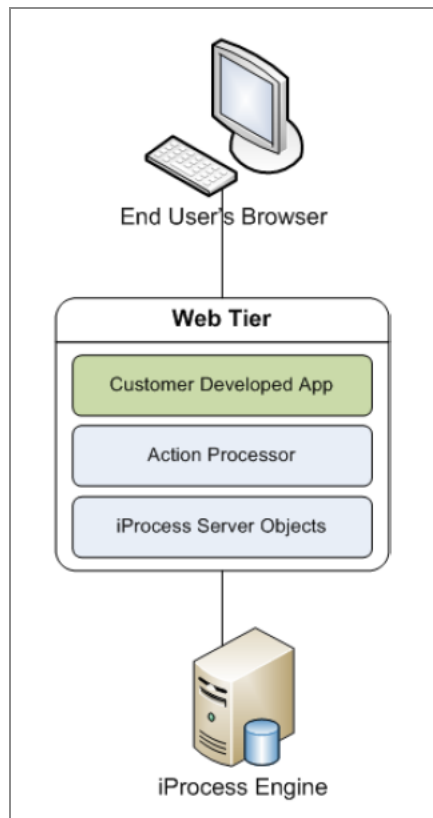 End User's Browser
Web Tier
Customer Developed App
Action Processor
iProcess Server Objects
iProcess Engine